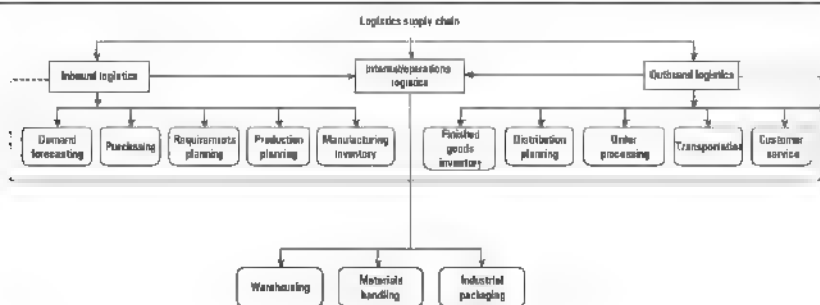 Logistics supply chain
Inbound logistics
Internal/operations
logistics
Outbound logistics
Demand
forecasting
Purchasing
Requirements
planning
Production
planning
Manufacturing
inventory
Finished
goods
inventory
Distribution
planning
Order
processing
Transportation
Customer
service
Warehousing
Materials
handling
Industrial
packaging